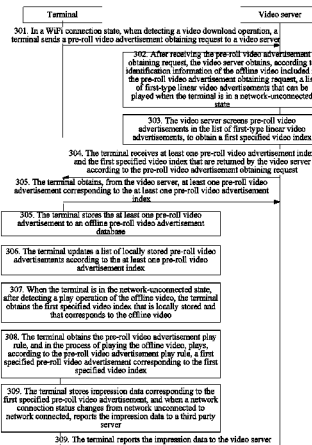 Terminal
Video server
301. In a WiFi connection state, when detecting a video download operation, a
terminal sends a pre-roll video advertisement obtaining request to a video server
302. After receiving the pre-roll video advertisement
obtaining request, the video server obtains, according to
identification information of the offline video included
the pre-roll video advertisement obtaining request, a list
of first-type linear video advertisements that can be
played when the terminal is in a network-unconnected
state
303. The video server screens pre-roll video
advertisements in the list of first-type linear video
advertisements, to obtain a first specified video index
304. The terminal receives at least one pre-roll video advertisement index
and the first specified video index that are returned by the video server
according to the pre-roll video advertisement obtaining request
305. The terminal obtains, from the video server, at least one pre-roll video
advertisement corresponding to the at least one pre-roll video advertisement
index
305. The terminal stores the at least one pre-roll video
advertisement to an offline pre-roll video advertisement
database
306. The terminal updates a list of locally stored pre-roll video
advertisements according to the at least one pre-roll video
advertisement index
307. When the terminal is in the network-unconnected state,
after detecting a play operation of the offline video, the terminal
obtains the first specified video index that is locally stored and
that corresponds to the offline video
308. The terminal obtains the pre-roll video advertisement play
rule, and in the process of playing the offline video, plays,
according to the pre-roll video advertisement play rule, a first
specified pre-roll video advertisement corresponding to the first
specified video index
309. The terminal stores impression data corresponding to the
first specified pre-roll video advertisement, and when a network
connection status changes from network unconnected to
network connected, reports the impression data to a third party
server
309. The terminal reports the impression data to the video server